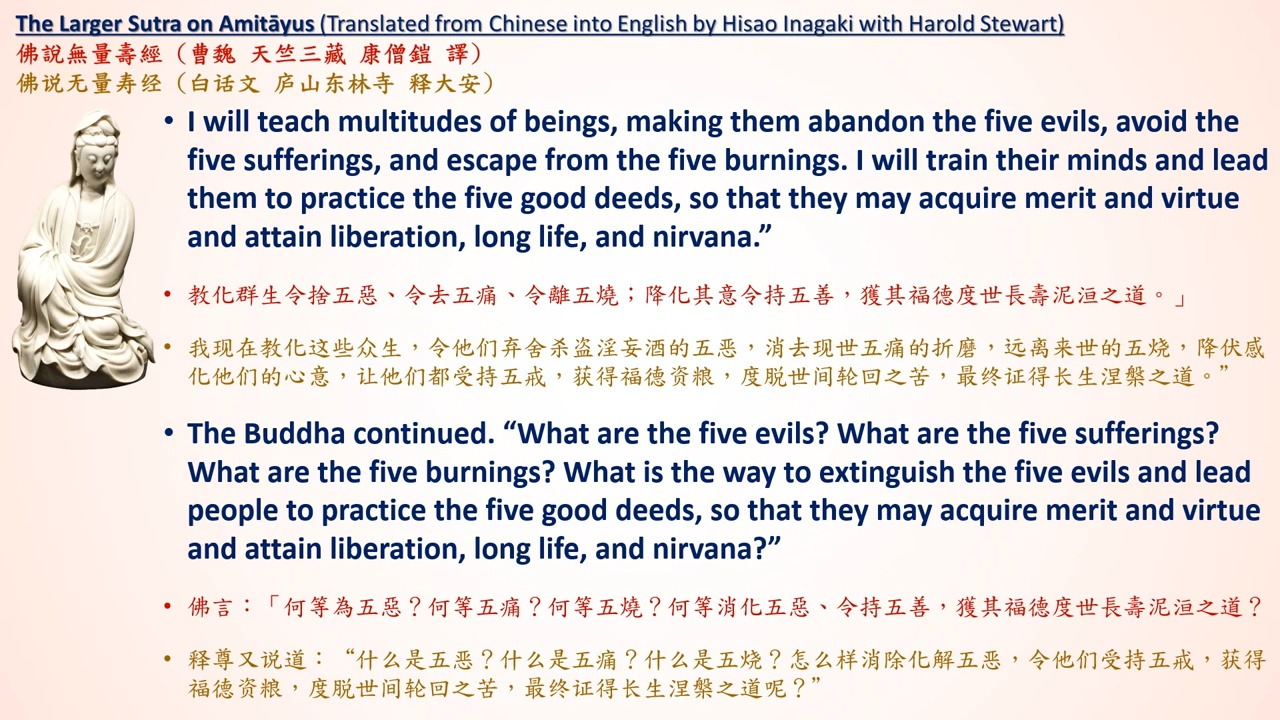 The Larger Sutra on Amitāyus (Translated from Chinese into English by Hisao Inagaki with Harold Stewart)
佛說無量壽經（曹魏 天竺三藏 康僧鎧 譯）
佛说无量寿经（白话文 庐山东林寺 释大安）
• I will teach multitudes of beings, making them abandon the five evils, avoid the
five sufferings, and escape from the five burnings. I will train their minds and lead
them to practice the five good deeds, so that they may acquire merit and virtue
and attain liberation, long life, and nirvana.”
• 教化群生令捨五惡、令去五痛、令離五燒；降化其意令持五善，獲其福德度世長壽泥洹之道。」
• 我现在教化这些众生，令他们弃舍杀盗淫妄酒的五恶，消去现世五痛的折磨，远离来世的五烧，降伏感
化他们的心意，让他们都受持五戒，获得福德资粮，度脱世间轮回之苦，最终证得长生涅槃之道。”
• The Buddha continued. “What are the five evils? What are the five sufferings?
What are the five burnings? What is the way to extinguish the five evils and lead
people to practice the five good deeds, so that they may acquire merit and virtue
and attain liberation, long life, and nirvana?”
• 佛言：「何等為五惡？何等五痛？何等五燒？何等消化五惡、令持五善，獲其福德度世長壽泥洹之道？
• 释尊又说道：“什么是五恶？什么是五痛？什么是五烧？怎么样消除化解五恶，令他们受持五戒，获得
福德资粮，度脱世间轮回之苦，最终证得长生涅槃之道呢？”